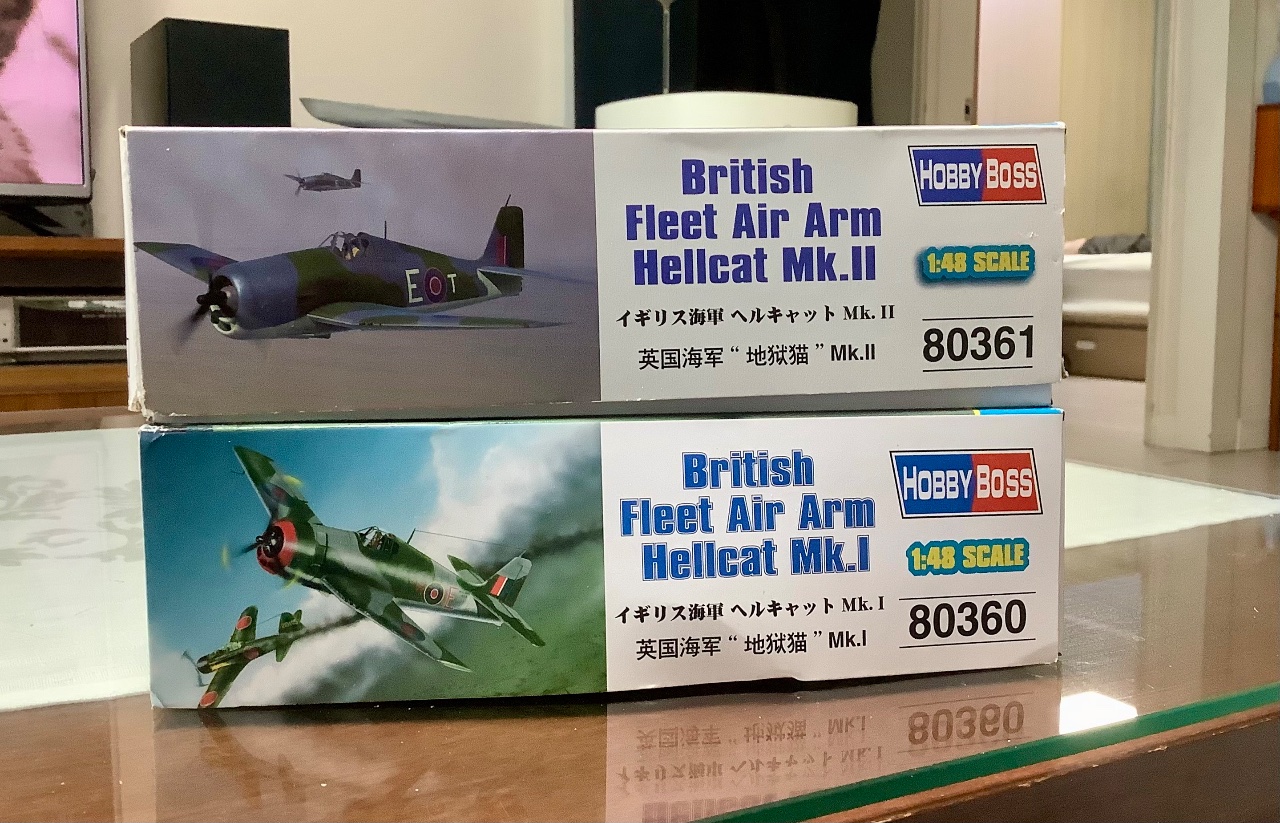 British
Fleet Air Arm
Hellcat Mk.II
イギリス海軍 ヘルキャット Mk. II
英国海军“地狱猫”Mk.II
HOBBY BOSS
1:48 SCALE
80361
E T
British
Fleet Air Arm
Hellcat Mk.I
イギリス海軍 ヘルキャット Mk. I
英国海军“地狱猫”Mk.I
HOBBY BOSS
1:48 SCALE
80360